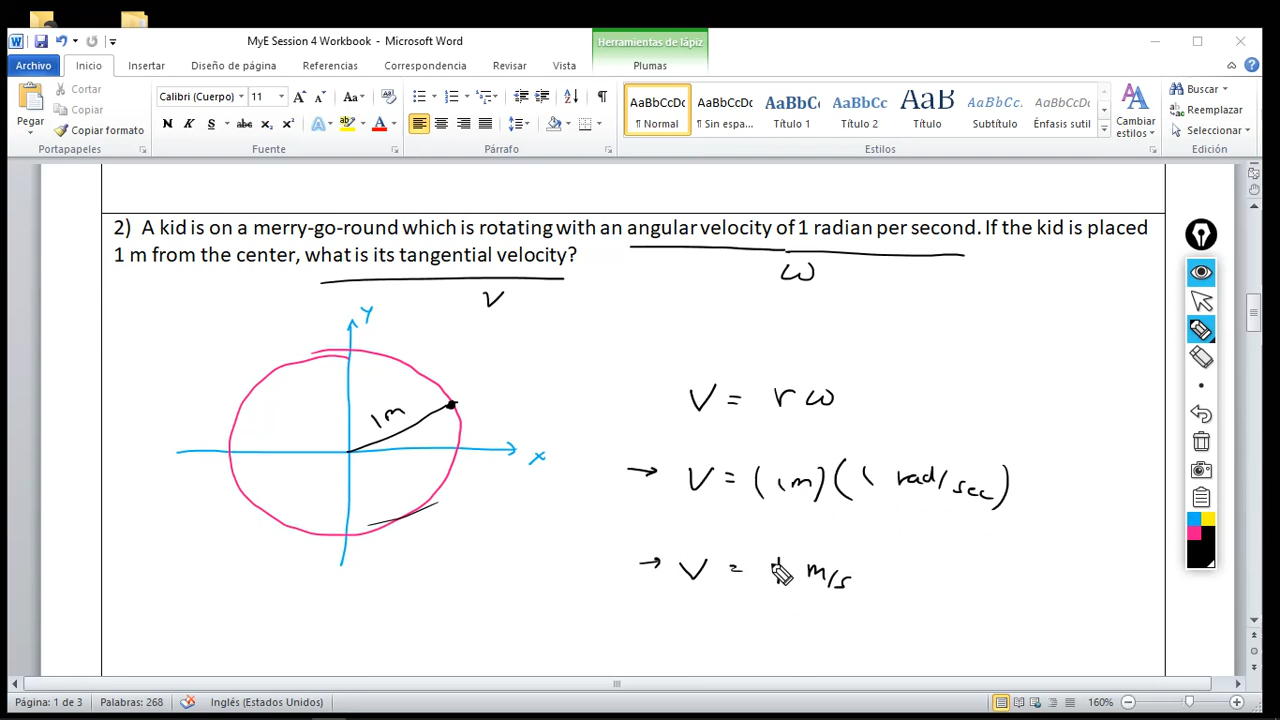 MyE Session 4 Workbook - Microsoft Word
Herramientas de lápiz
Archivo Inicio Insertar Diseño de página Referencias Correspondencia Revisar Vista Plumas
Pegar
Cortar
Copiar
Copiar formato
Portapapeles
Calibri (Cuerpo) 11
N K S abc x₂ x²
Fuente
Párrafo
AaBbCcDc AaBbCcDc AaBbCc AaBbCc AaB AaBbCcD AaBbCcDc
¶ Normal ¶ Sin espa... Título 1 Título 2 Título Subtítulo Énfasis sutil
Estilos
Cambiar estilos
Buscar
Reemplazar
Seleccionar
Edición
2) A kid is on a merry-go-round which is rotating with an angular velocity of 1 radian per second. If the kid is placed
1 m from the center, what is its tangential velocity?
ω
v
y
1m
x
V = r ω
→ V = (1m)(1 rad/sec)
→ V = 1 m/s
Página: 1 de 3 Palabras: 268 Inglés (Estados Unidos) 160%